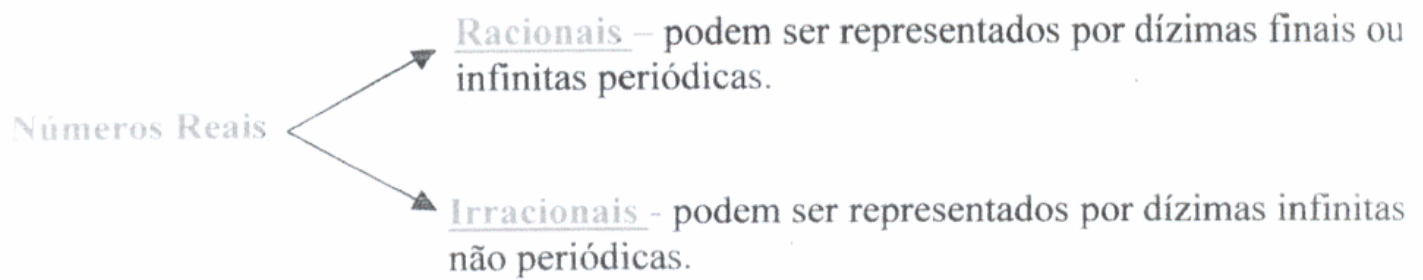 Racionais – podem ser representados por dízimas finais ou
infinitas periódicas.
Números Reais
Irracionais - podem ser representados por dízimas infinitas
não periódicas.